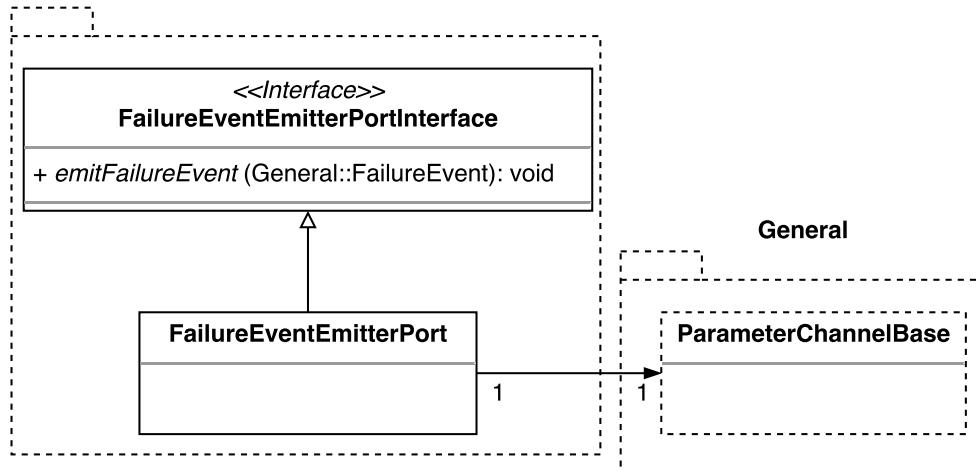 <<Interface>>
FailureEventEmitterPortInterface
+ emitFailureEvent (General::FailureEvent): void
General
FailureEventEmitterPort
ParameterChannelBase
1
1